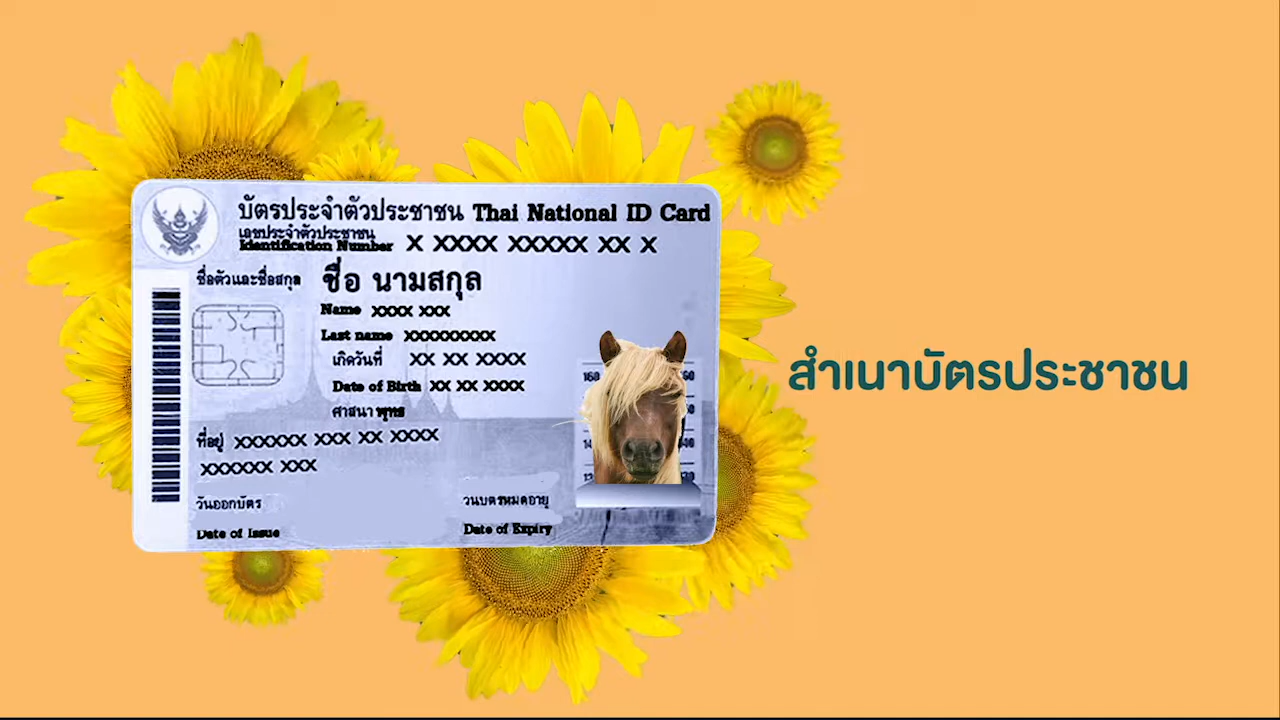 บัตรประจำตัวประชาชน Thai National ID Card
เลขประจำตัวประชาชน
Identification Number X XXXX XXXXX XX X
ชื่อตัวและชื่อสกุล ชื่อ นามสกุล
Name XXXX XXX
Last name XXXXXXXXXX
เกิดวันที่ XX XX XXXX
Date of Birth XX XX XXXX
ศาสนา พุทธ
ที่อยู่ XXXXXX XXX XX XXXX
XXXXXX XXX
วันออกบัตร วันบัตรหมดอายุ
Date of Issue Date of Expiry
160
สำเนาบัตรประชาชน